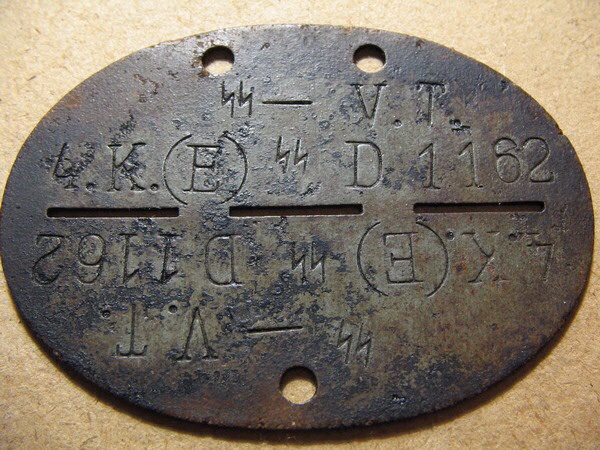 ᛋᛋ — V.T.
4.K.(E) ᛋᛋ D 1162
4.K.(E) ᛋᛋ D.1162
ᛋᛋ — V.T.